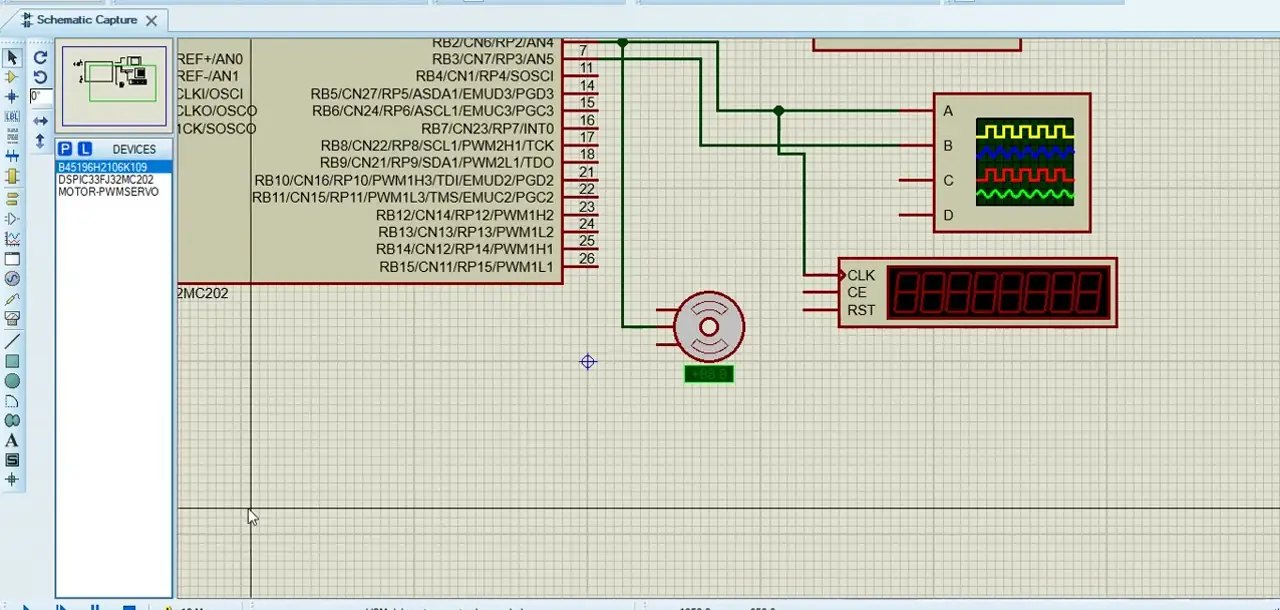 Schematic Capture
0°
P L DEVICES
B45196H2106K109
DSPIC33FJ32MC202
MOTOR-PWMSERVO
LBL
A
S
REF+/AN0
REF-/AN1
CLKI/OSCI
CLKO/OSCO
1CK/SOSCO
2MC202
RB2/CN6/RP2/AN4
RB3/CN7/RP3/AN5
RB4/CN1/RP4/SOSCI
RB5/CN27/RP5/ASDA1/EMUD3/PGD3
RB6/CN24/RP6/ASCL1/EMUC3/PGC3
RB7/CN23/RP7/INT0
RB8/CN22/RP8/SCL1/PWM2H1/TCK
RB9/CN21/RP9/SDA1/PWM2L1/TDO
RB10/CN16/RP10/PWM1H3/TDI/EMUD2/PGD2
RB11/CN15/RP11/PWM1L3/TMS/EMUC2/PGC2
RB12/CN14/RP12/PWM1H2
RB13/CN13/RP13/PWM1L2
RB14/CN12/RP14/PWM1H1
RB15/CN11/RP15/PWM1L1
7
11
14
15
16
17
18
21
22
23
24
25
26
A
B
C
D
CLK
CE
RST